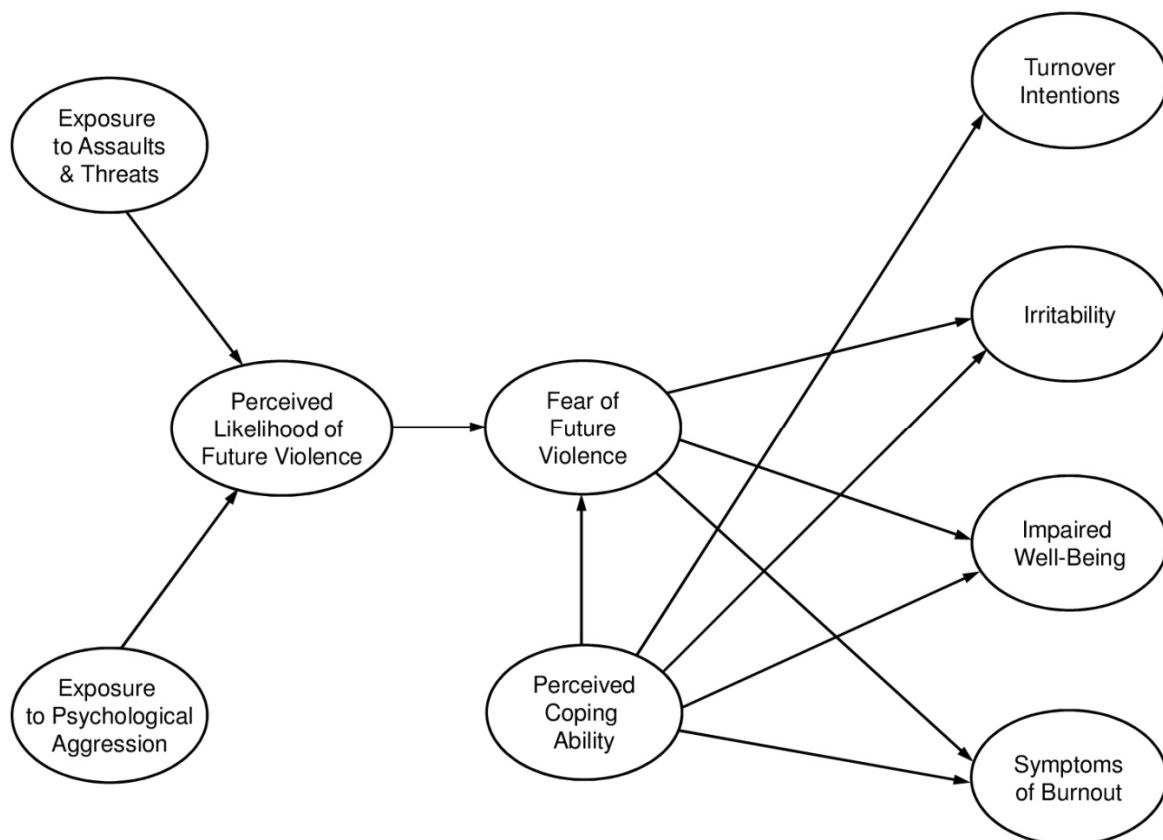 Exposure
to Assaults
& Threats
Exposure
to Psychological
Aggression
Perceived
Likelihood of
Future Violence
Fear of
Future
Violence
Perceived
Coping
Ability
Turnover
Intentions
Irritability
Impaired
Well-Being
Symptoms
of Burnout